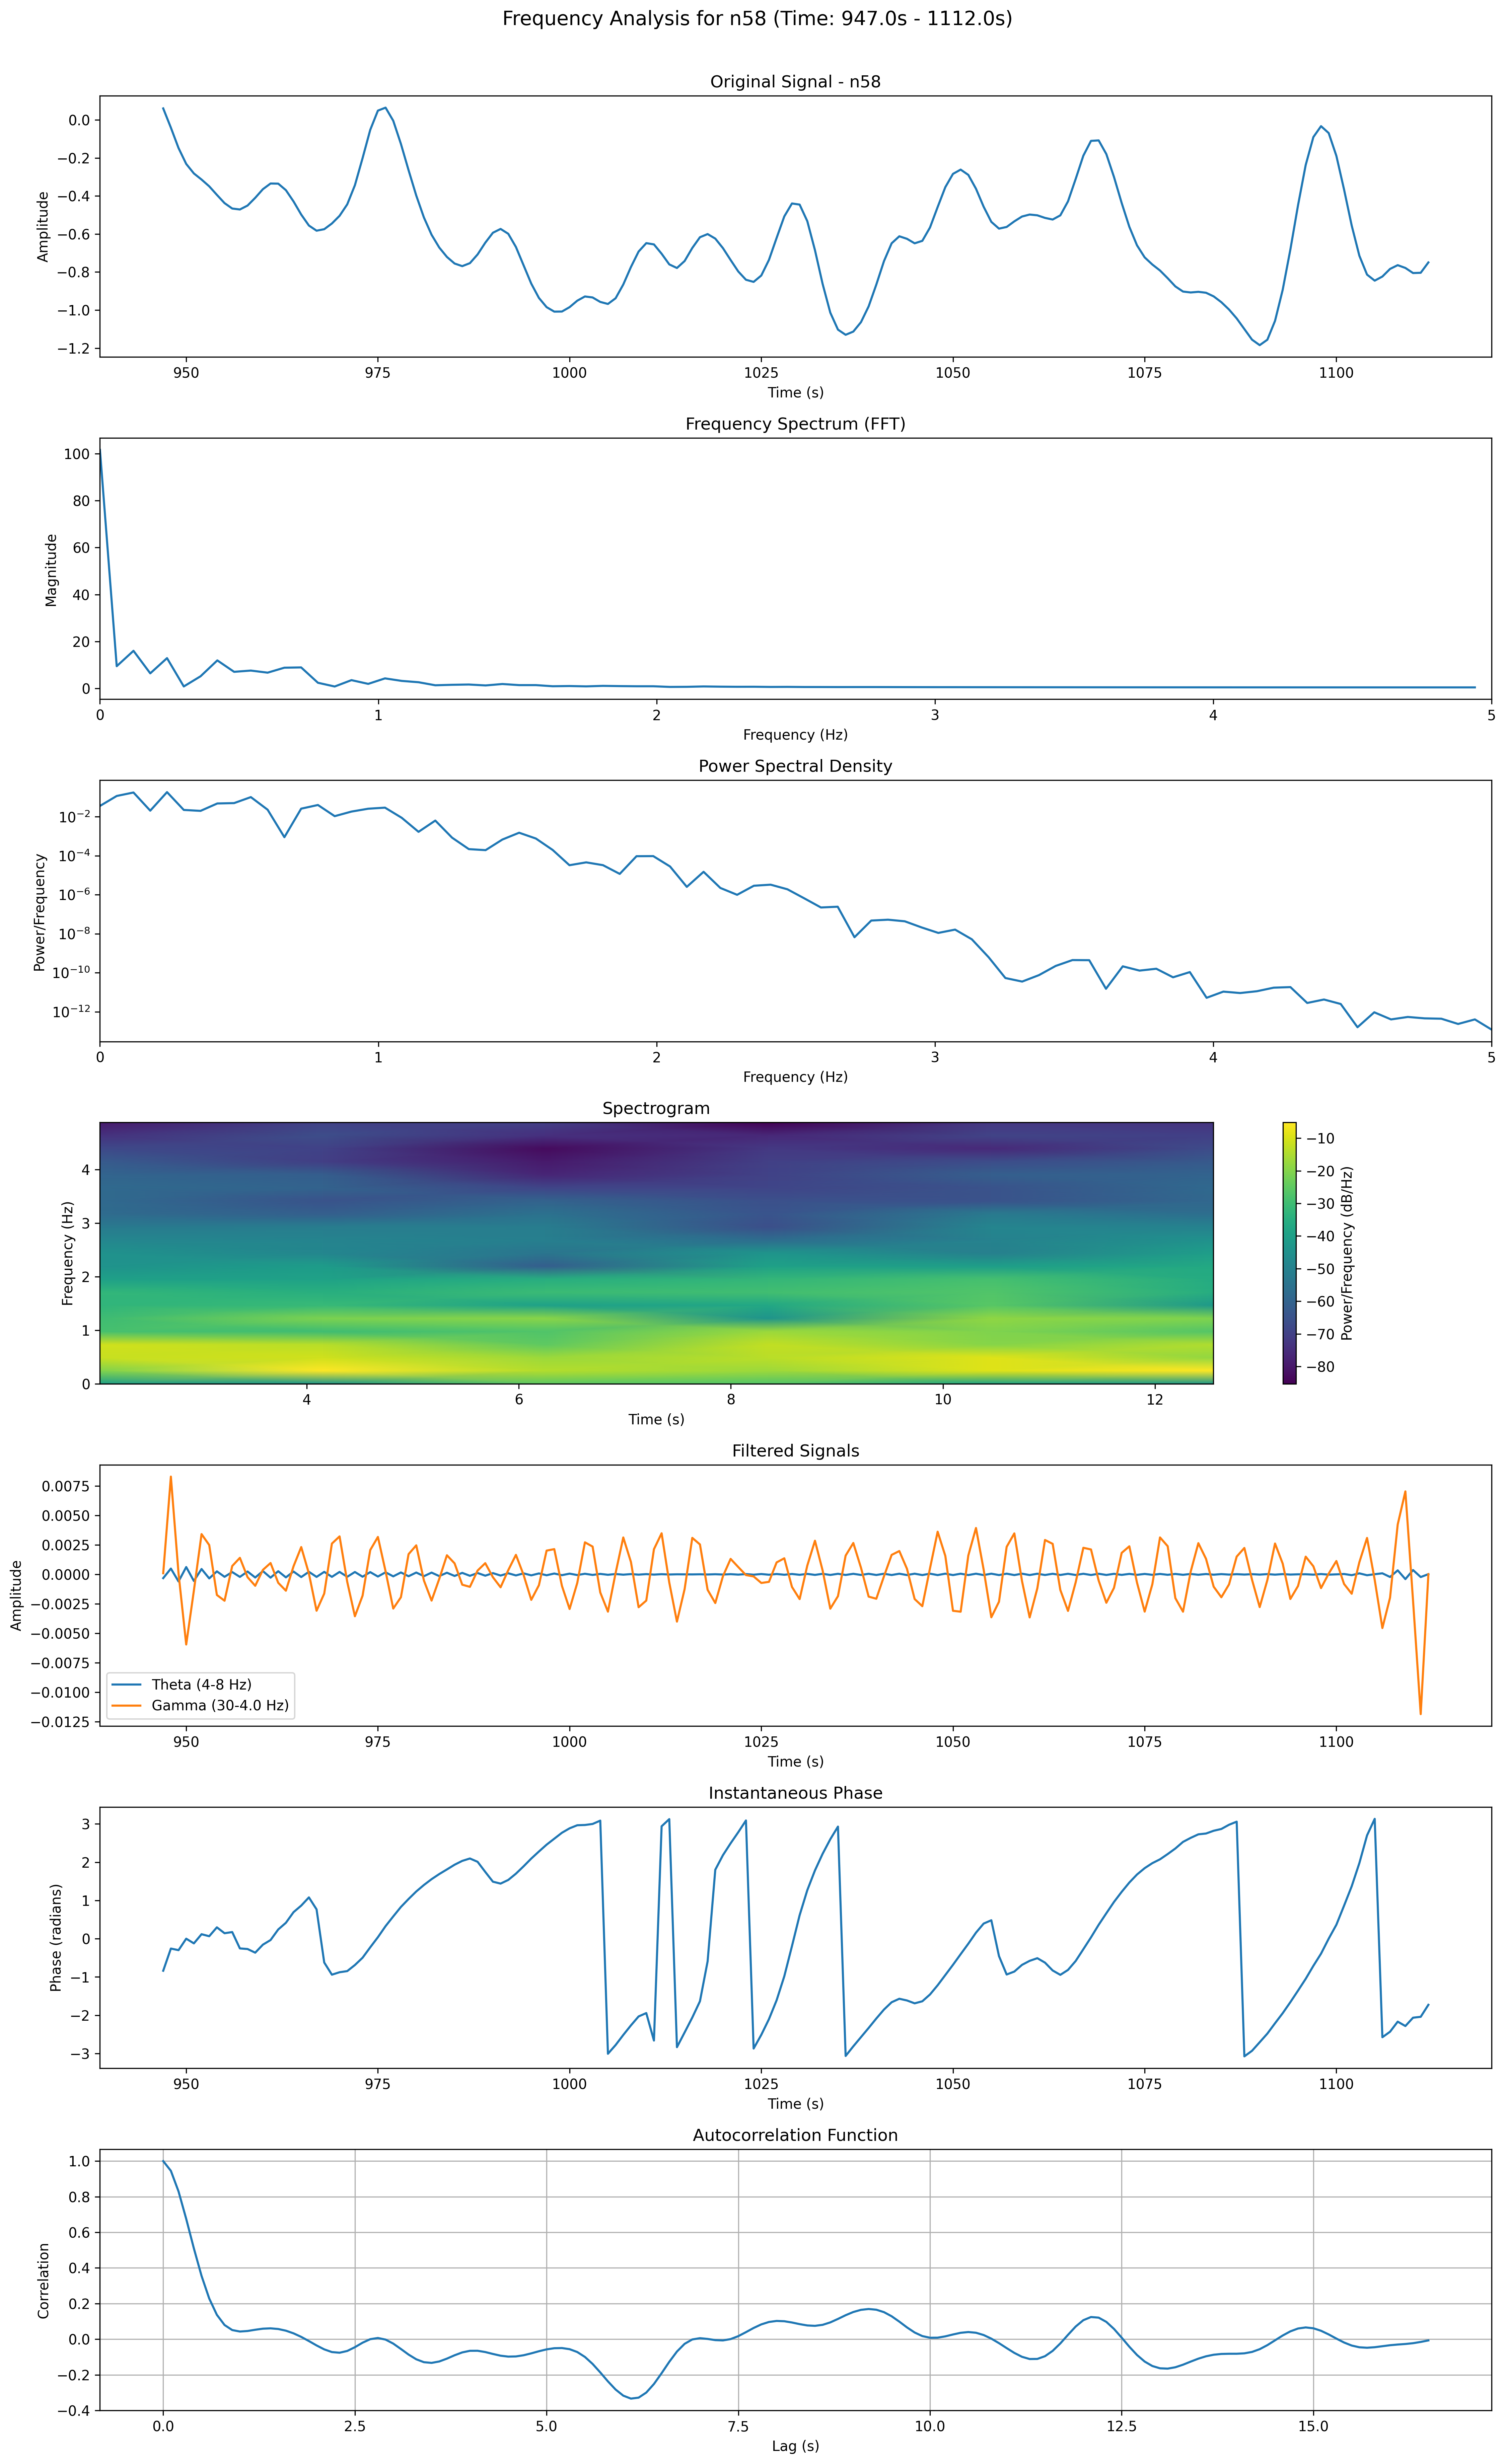 Frequency Analysis for n58 (Time: 947.0s - 1112.0s)
Original Signal - n58
Amplitude
0.0
−0.2
−0.4
−0.6
−0.8
−1.0
−1.2
950 975 1000 1025 1050 1075 1100
Time (s)
Frequency Spectrum (FFT)
Magnitude
100
80
60
40
20
0
0 1 2 3 4 5
Frequency (Hz)
Power Spectral Density
Power/Frequency
10⁻²
10⁻⁴
10⁻⁶
10⁻⁸
10⁻¹⁰
10⁻¹²
0 1 2 3 4 5
Frequency (Hz)
Spectrogram
Frequency (Hz)
4
3
2
1
0
4 6 8 10 12
Time (s)
−10
−20
−30
−40
−50
−60
−70
−80
Power/Frequency (dB/Hz)
Filtered Signals
Amplitude
0.0075
0.0050
0.0025
0.0000
−0.0025
−0.0050
−0.0075
−0.0100
−0.0125
Theta (4-8 Hz)
Gamma (30-4.0 Hz)
950 975 1000 1025 1050 1075 1100
Time (s)
Instantaneous Phase
Phase (radians)
3
2
1
0
−1
−2
−3
950 975 1000 1025 1050 1075 1100
Time (s)
Autocorrelation Function
Correlation
1.0
0.8
0.6
0.4
0.2
0.0
−0.2
−0.4
0.0 2.5 5.0 7.5 10.0 12.5 15.0
Lag (s)